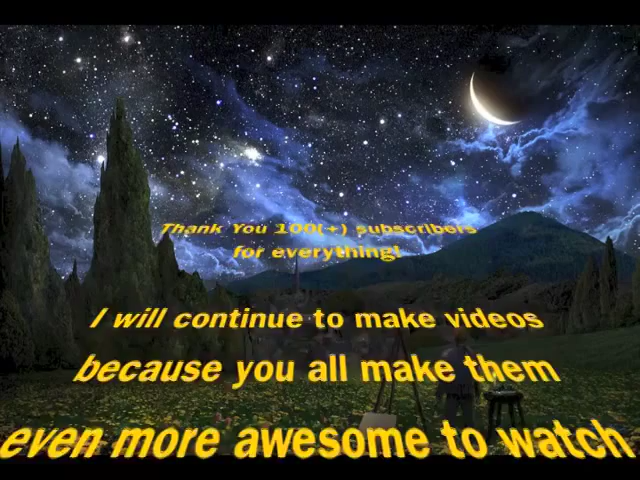 Thank You 100(+) subscribers
for everything!
I will continue to make videos
because you all make them
even more awesome to watch